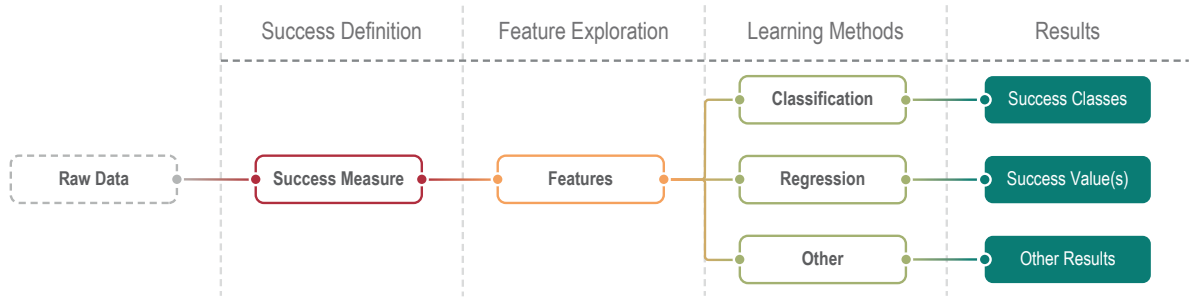 Success Definition
Feature Exploration
Learning Methods
Results
Classification
Success Classes
Raw Data
Success Measure
Features
Regression
Success Value(s)
Other
Other Results